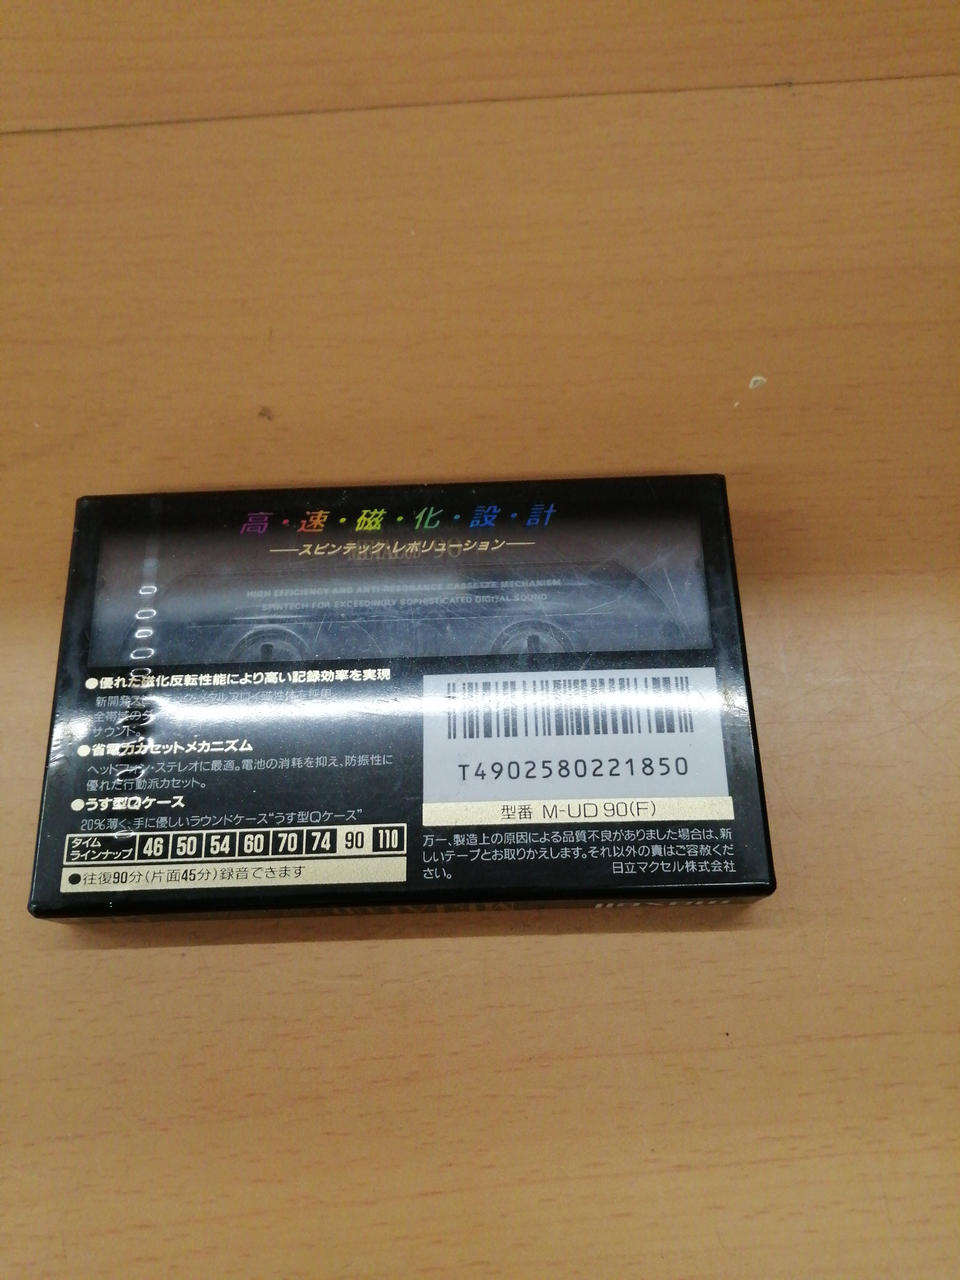 高・速・磁・化・設・計
スピンテック・レボリューション
HIGH EFFICIENCY AND ANTI-RESONANCE CASSETTE MECHANISM
SPINTECH FOR EXCEEDINGLY SOPHISTICATED DIGITAL SOUND
●優れた磁化反転性能により高い記録効率を実現
新開発
全帯域の
サウンド。
●省電力カセットメカニズム
ヘッドフォン・ステレオに最適。電池の消耗を抑え、防振性に
優れた行動派カセット。
●うす型Qケース
20%薄く、手に優しいラウンドケース“うす型Qケース”
タイムラインナップ 46 50 54 60 70 74 90 110
●往復90分(片面45分)録音できます
T4902580221850
型番 M-UD 90(F)
万一、製造上の原因による品質不良がありました場合は、新
しいテープとお取りかえします。それ以外の責はご容赦くだ
さい。
日立マクセル株式会社
maxell